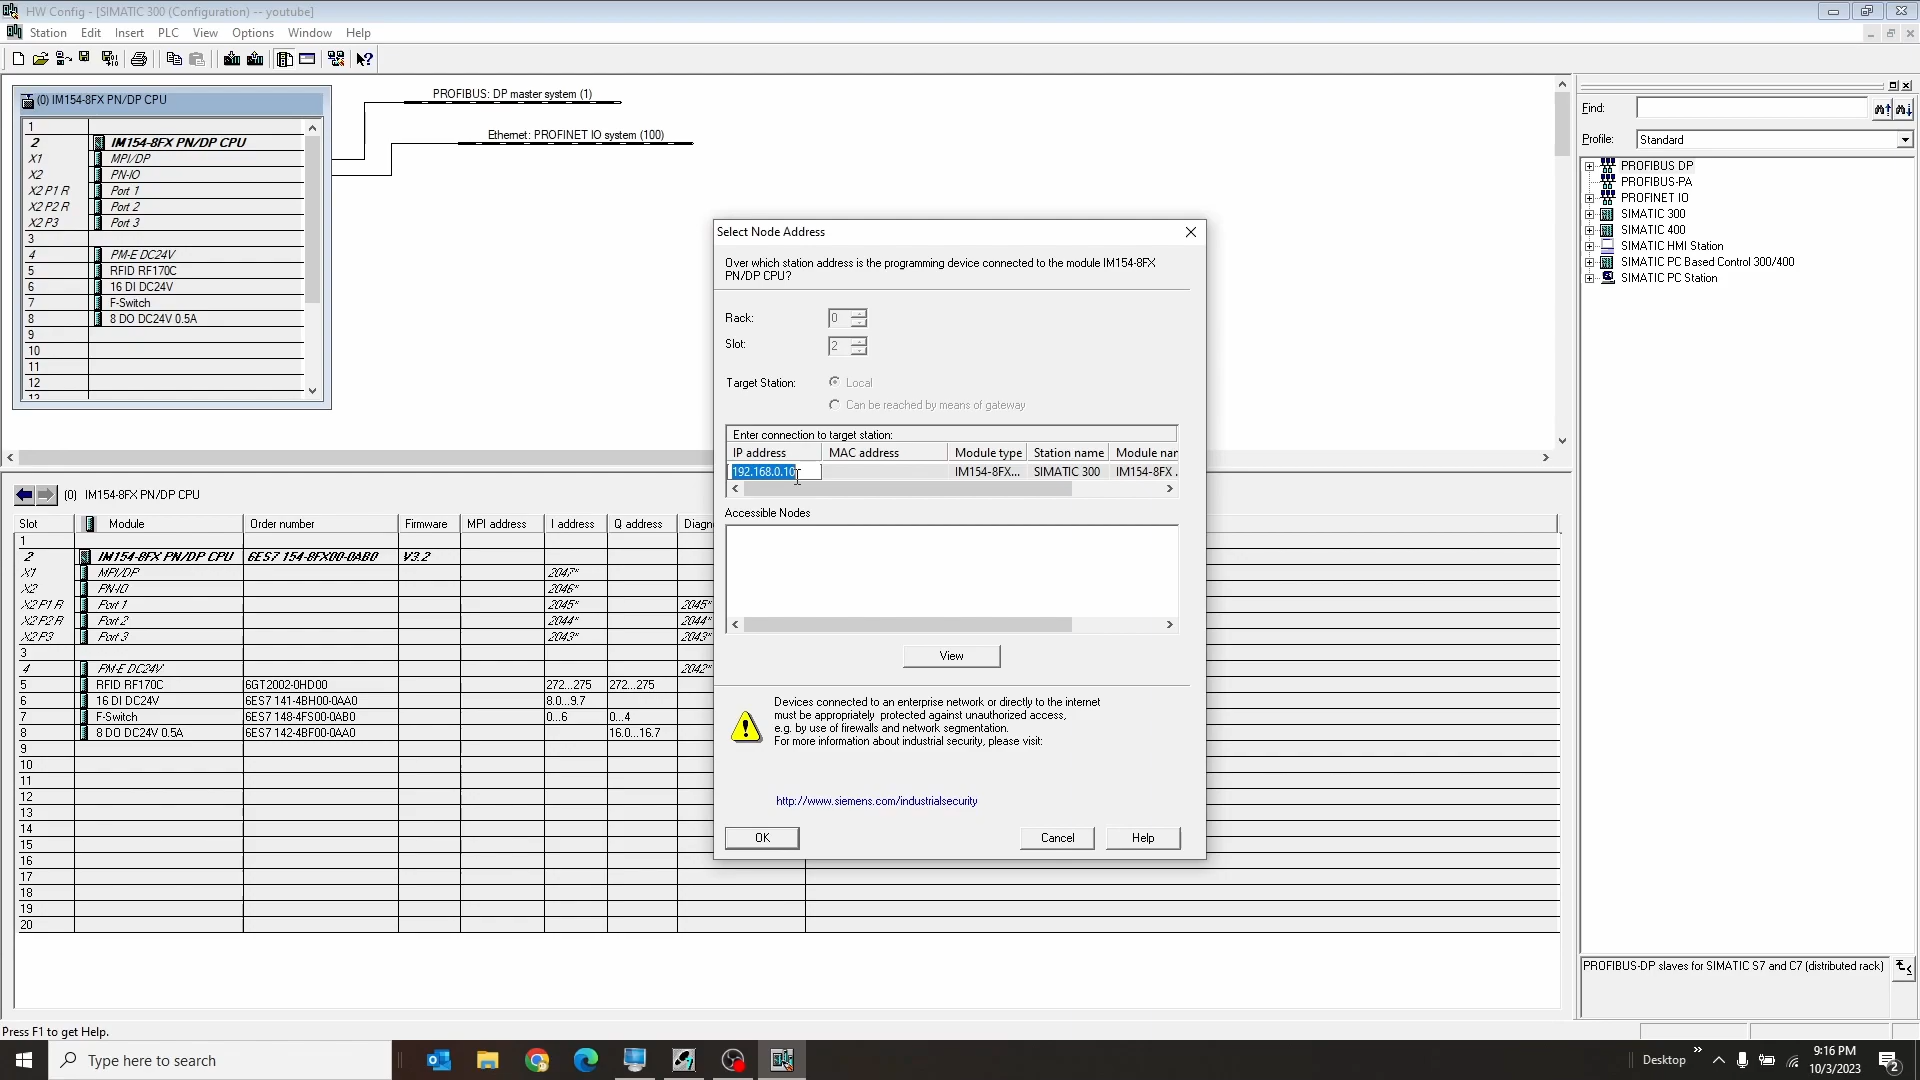 HW Config - [SIMATIC 300 (Configuration) -- youtube]
Station Edit Insert PLC View Options Window Help
(0) IM154-8FX PN/DP CPU
1
2 IM154-8FX PN/DP CPU
X1 MPI/DP
X2 PN-IO
X2 P1 R Port 1
X2 P2 R Port 2
X2 P3 Port 3
3
4 PM-E DC24V
5 RFID RF170C
6 16 DI DC24V
7 F-Switch
8 8 DO DC24V 0.5A
9
10
11
12
PROFIBUS: DP master system (1)
Ethernet: PROFINET IO system (100)
Find:
Profile: Standard
PROFIBUS DP
PROFIBUS-PA
PROFINET IO
SIMATIC 300
SIMATIC 400
SIMATIC HMI Station
SIMATIC PC Based Control 300/400
SIMATIC PC Station
PROFIBUS-DP slaves for SIMATIC S7 and C7 (distributed rack)
Select Node Address
Over which station address is the programming device connected to the module IM154-8FX
PN/DP CPU?
Rack: 0
Slot: 2
Target Station: Local
Can be reached by means of gateway
Enter connection to target station:
IP address MAC address Module type Station name Module nar
192.168.0.10 IM154-8FX... SIMATIC 300 IM154-8FX .
Accessible Nodes
View
Devices connected to an enterprise network or directly to the internet
must be appropriately protected against unauthorized access,
e.g. by use of firewalls and network segmentation.
For more information about industrial security, please visit:
http://www.siemens.com/industrialsecurity
OK Cancel Help
(0) IM154-8FX PN/DP CPU
Slot Module Order number Firmware MPI address I address Q address Diagn
1
2 IM154-8FX PN/DP CPU 6ES7 154-8FX00-0AB0 V3.2
X1 MPI/DP 2047*
X2 PN-IO 2046*
X2 P1 R Port 1 2045* 2045*
X2 P2 R Port 2 2044* 2044*
X2 P3 Port 3 2043* 2043*
3
4 PM-E DC24V 2042*
5 RFID RF170C 6GT2002-0HD00 272...275 272...275
6 16 DI DC24V 6ES7 141-4BH00-0AA0 8.0...9.7
7 F-Switch 6ES7 148-4FS00-0AB0 0...6 0...4
8 8 DO DC24V 0.5A 6ES7 142-4BF00-0AA0 16.0...16.7
9
10
11
12
13
14
15
16
17
18
19
20
Press F1 to get Help.
Type here to search
Desktop
9:16 PM
10/3/2023
2